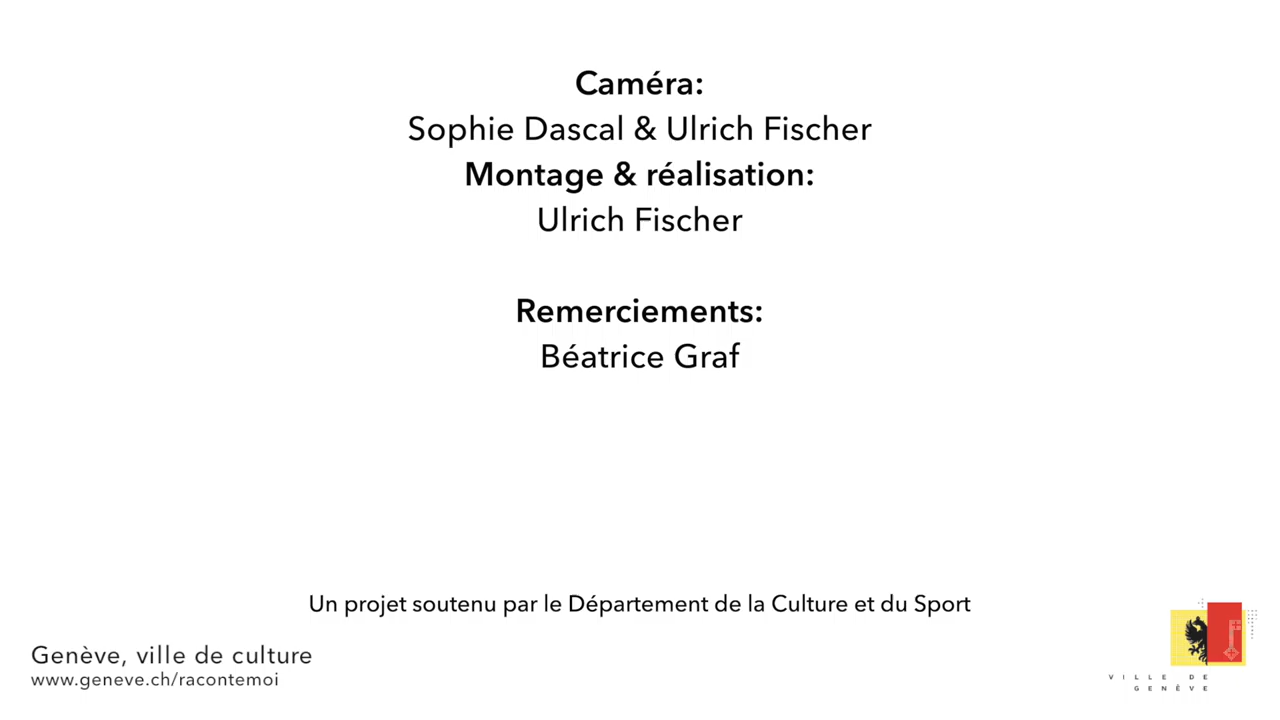 Caméra:
Sophie Dascal & Ulrich Fischer
Montage & réalisation:
Ulrich Fischer
Remerciements:
Béatrice Graf
Un projet soutenu par le Département de la Culture et du Sport
Genève, ville de culture
www.geneve.ch/racontemoi
VILLE DE
GENÈVE